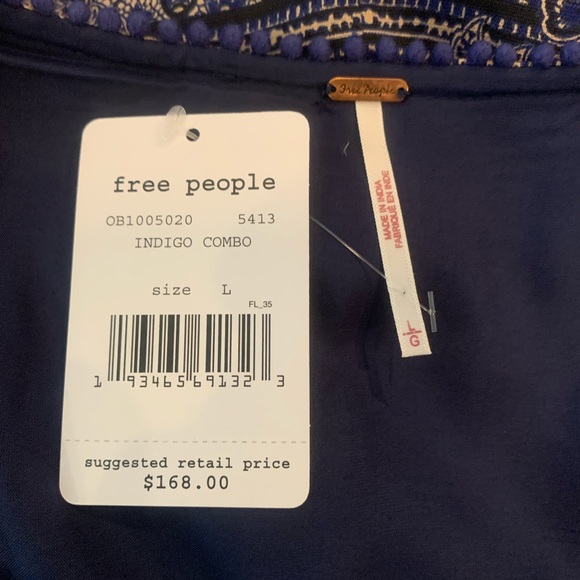 free people
OB1005020 5413
INDIGO COMBO
size L
FL_35
1 93465 69132 3
suggested retail price
$168.00
Free People
MADE IN INDIA
FABRIQUÉ EN INDE
L
G